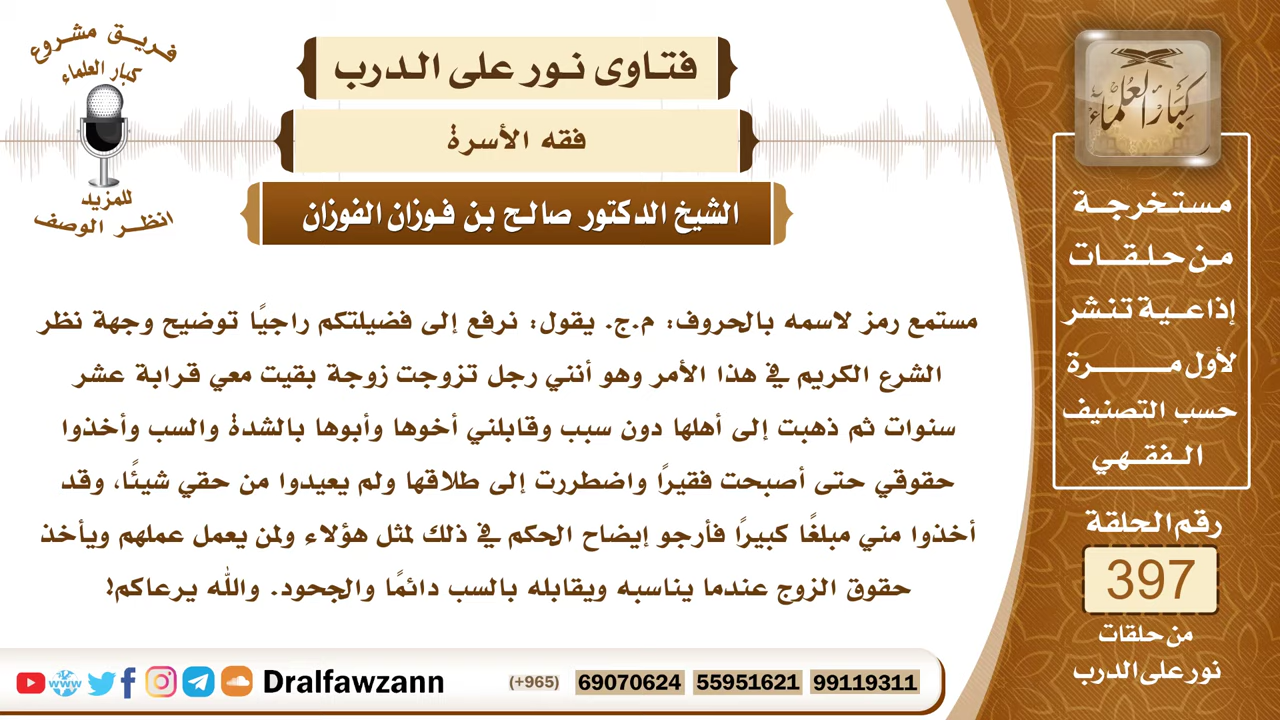 فريق مشروع
كبار العلماء
للمزيد
انظر الوصف
فتاوى نور على الدرب
فقه الأسرة
الشيخ الدكتور صالح بن فوزان الفوزان
مستمع رمز لاسمه بالحروف: م.ج. يقول: نرفع إلى فضيلتكم راجيًا توضيح وجهة نظر
الشرع الكريم في هذا الأمر وهو أنني رجل تزوجت زوجة بقيت معي قرابة عشر
سنوات ثم ذهبت إلى أهلها دون سبب وقابلني أخوها وأبوها بالشدة والسب وأخذوا
حقوقي حتى أصبحت فقيرًا واضطررت إلى طلاقها ولم يعيدوا من حقي شيئًا، وقد
أخذوا مني مبلغًا كبيرًا فأرجو إيضاح الحكم في ذلك لمثل هؤلاء ولمن يعمل عملهم ويأخذ
حقوق الزوج عندما يناسبه ويقابله بالسب دائمًا والجحود. والله يرعاكم!
كبار العلماء
مستخرجة
من حلقات
إذاعية تنشر
لأول مرة
حسب التصنيف
الفقهي
رقم الحلقة
397
من حلقات
نور على الدرب
www
Dralfawzann
(+965) 69070624 55951621 99119311